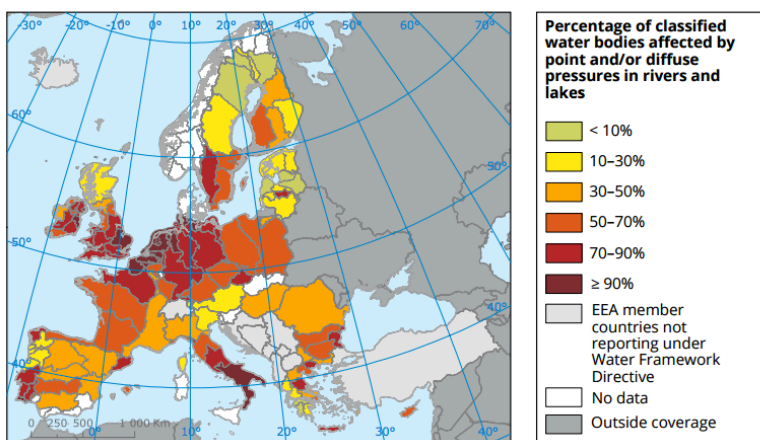 -30° -20° -10° 0° 10° 20° 30° 40° 50° 60° 70°
60°
50°
50°
40°
40°
0 250 500 1 000 Km
0° 10° 20° 30° 40°
Percentage of classified
water bodies affected by
point and/or diffuse
pressures in rivers and
lakes
< 10%
10–30%
30–50%
50–70%
70–90%
≥ 90%
EEA member
countries not
reporting under
Water Framework
Directive
No data
Outside coverage